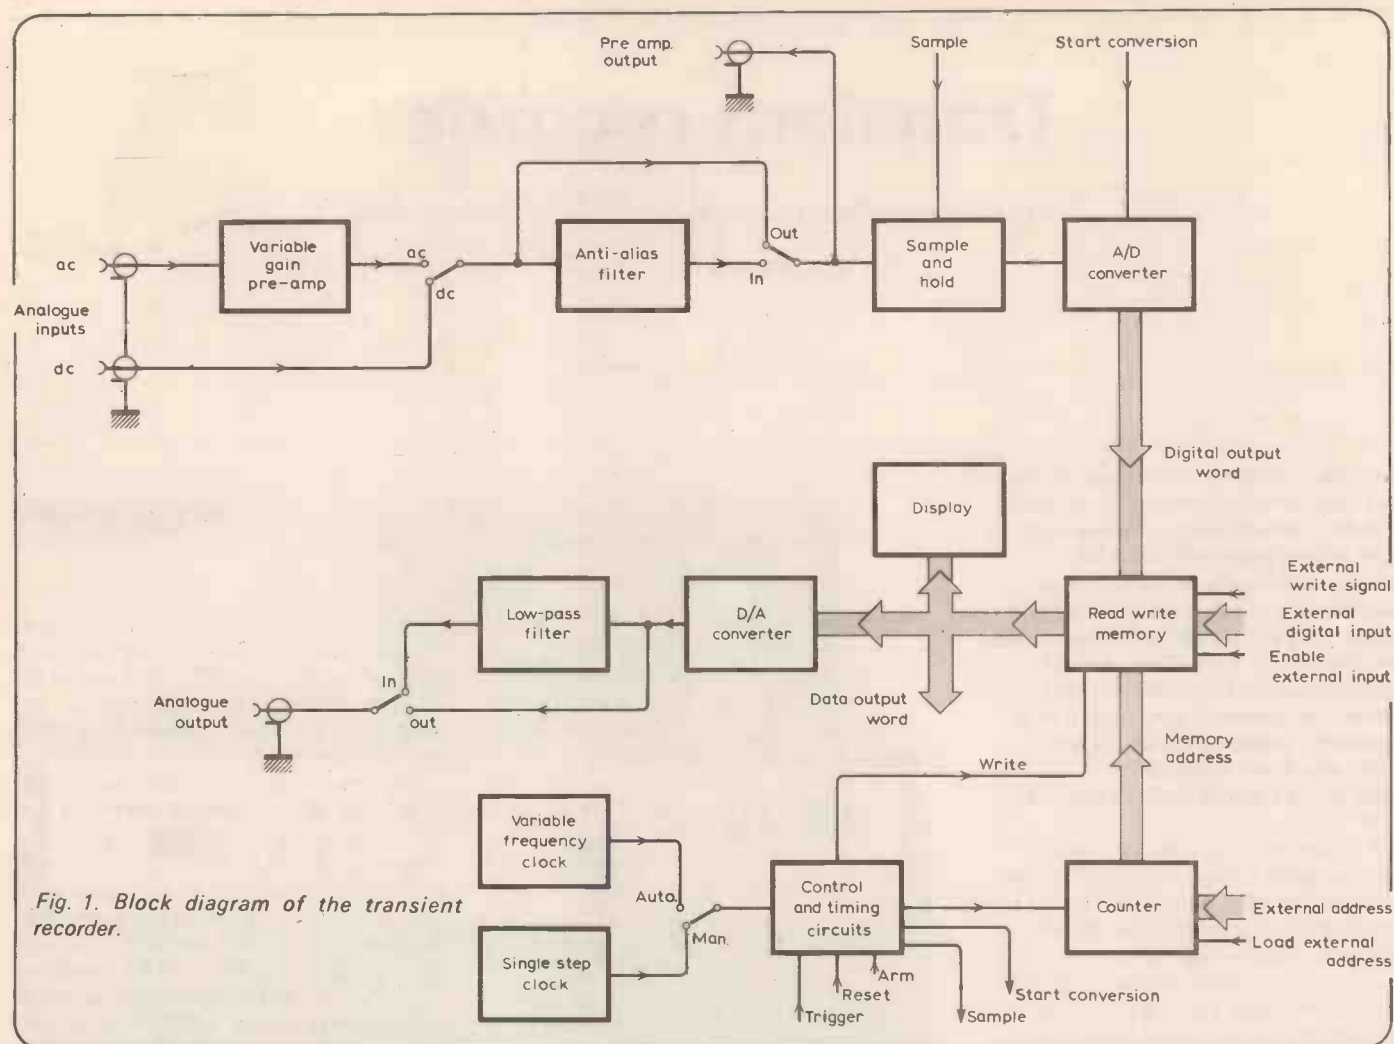 Pre amp.
output
Sample
Start conversion
ac
Analogue
inputs
dc
Variable
gain
pre-amp
ac
dc
Anti-alias
filter
Out
In
Sample
and
hold
A/D
converter
Digital output
word
Display
External
write signal
External
digital input
Enable
external input
Read write
memory
D/A
converter
Low-pass
filter
In
out
Analogue
output
Data output
word
Memory
address
Write
Variable
frequency
clock
Auto.
Man.
Single step
clock
Control
and timing
circuits
Counter
External address
Load external
address
Arm
Reset
Trigger
Start conversion
Sample
Fig. 1. Block diagram of the transient
recorder.